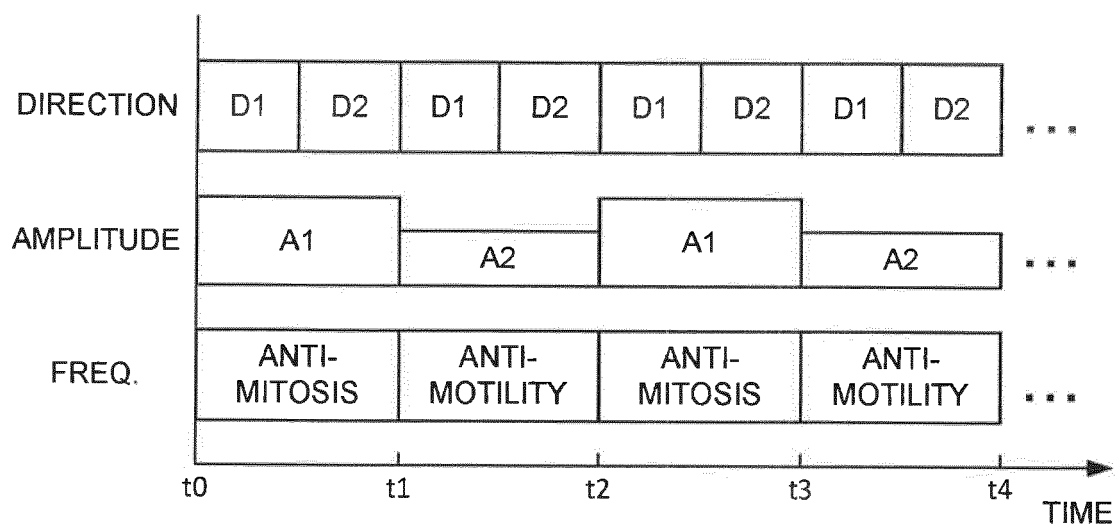 DIRECTION D1 D2 D1 D2 D1 D2 D1 D2 ...
AMPLITUDE A1 A2 A1 A2 ...
FREQ. ANTI-MITOSIS ANTI-MOTILITY ANTI-MITOSIS ANTI-MOTILITY ...
t0 t1 t2 t3 t4
TIME